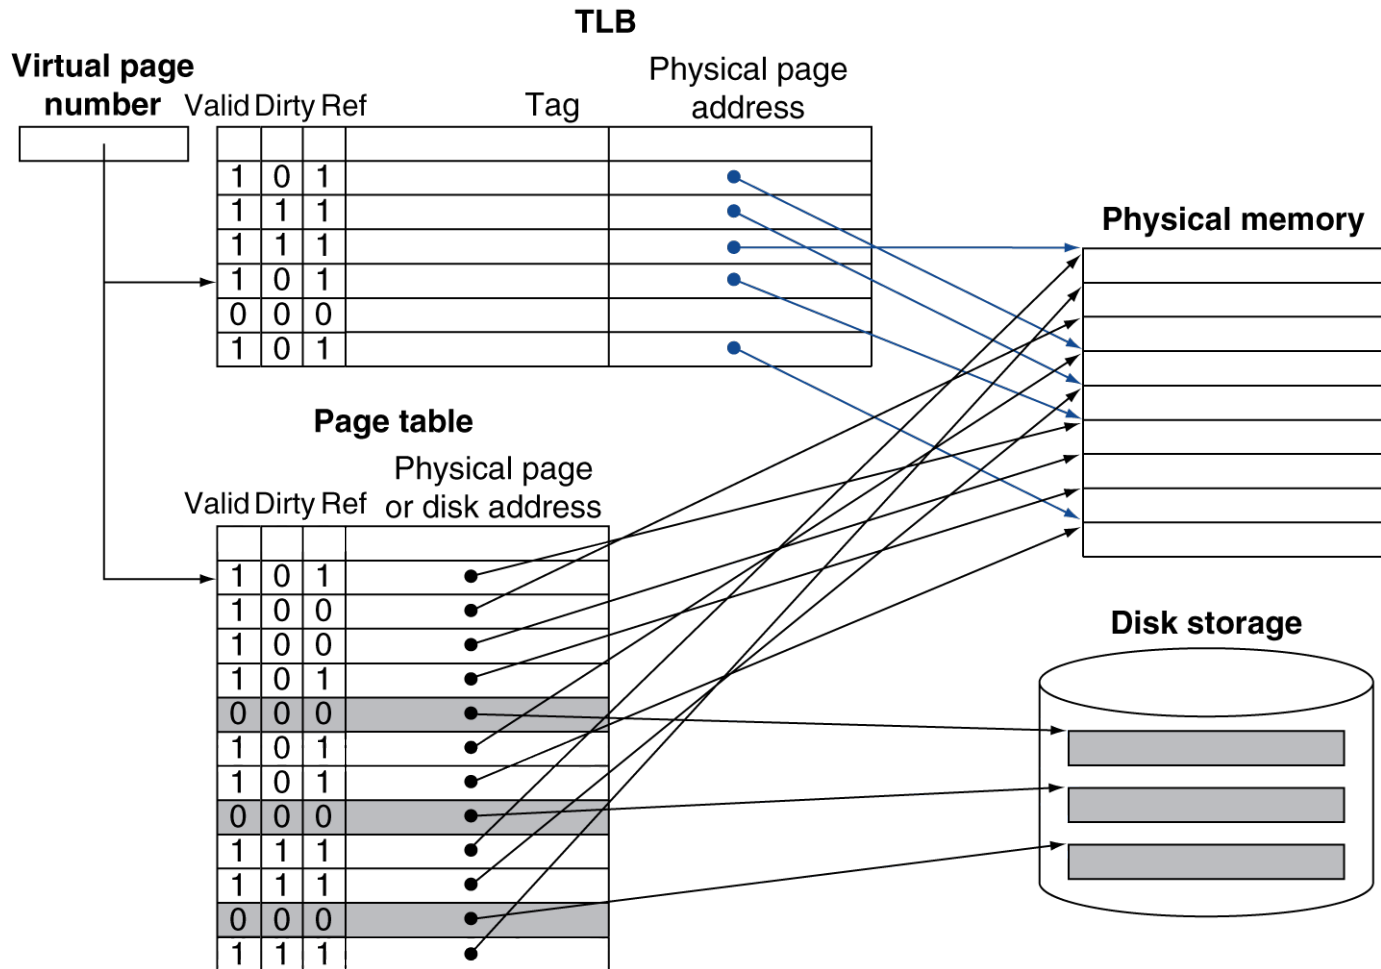 TLB
Virtual page
number
Valid Dirty Ref
Tag
Physical page
address
1 0 1
1 1 1
1 1 1
1 0 1
0 0 0
1 0 1
Physical memory
Page table
Physical page
or disk address
Valid Dirty Ref
1 0 1
1 0 0
1 0 0
1 0 1
0 0 0
1 0 1
1 0 1
0 0 0
1 1 1
1 1 1
0 0 0
1 1 1
Disk storage